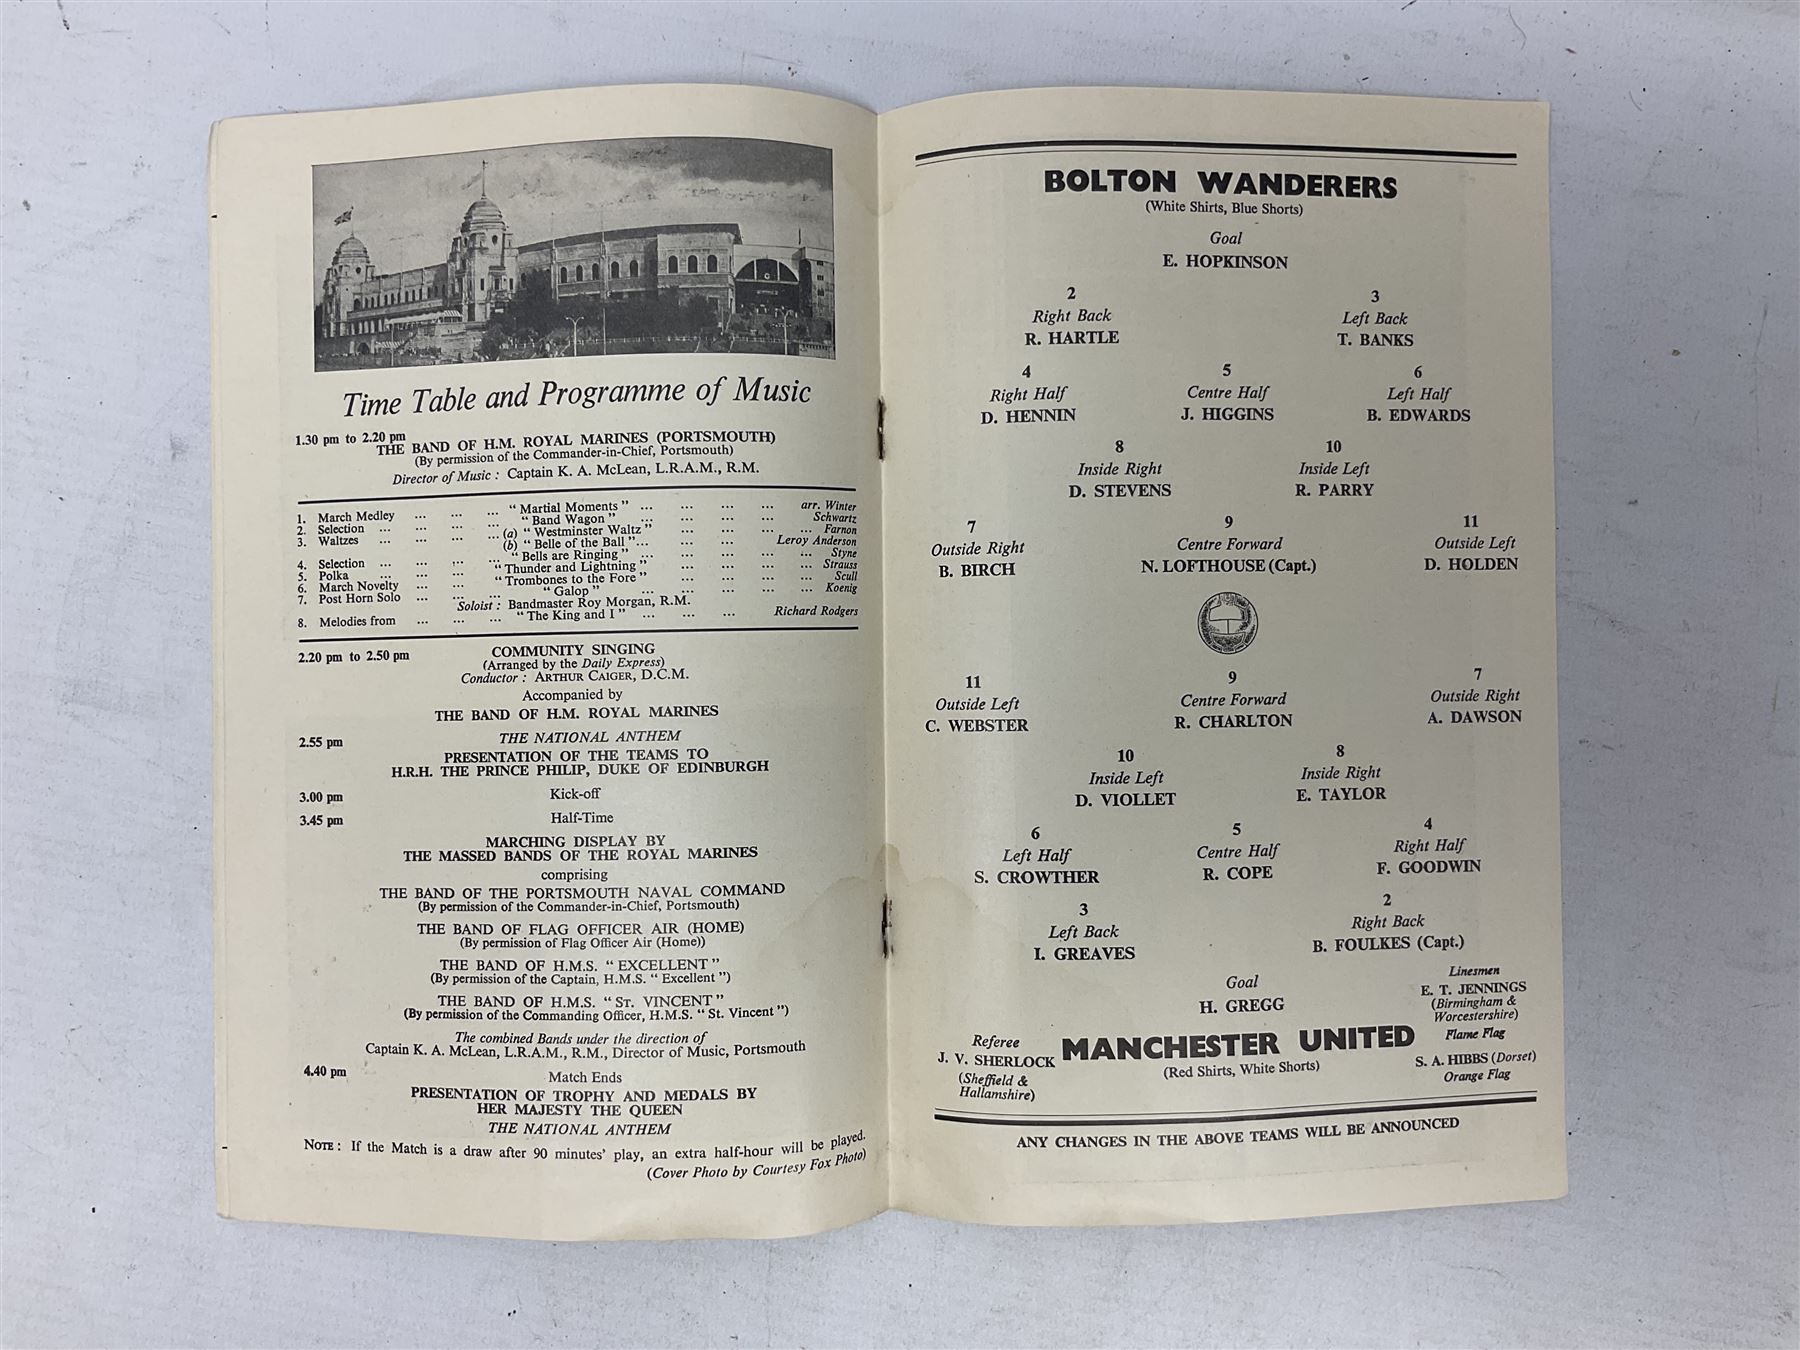 Time Table and Programme of Music
1.30 pm to 2.20 pm
THE BAND OF H.M. ROYAL MARINES (PORTSMOUTH)
(By permission of the Commander-in-Chief, Portsmouth)
Director of Music : Captain K. A. McLean, L.R.A.M., R.M.
1. March Medley ... ... ... “ Martial Moments ” ... ... ... ... arr. Winter
2. Selection ... ... ... ... “ Band Wagon ” ... ... ... ... Schwartz
3. Waltzes ... ... ... ... (a) “ Westminster Waltz ” ... ... Farnon
(b) “ Belle of the Ball ”... ... ... Leroy Anderson
4. Selection ... ... ... ... “ Bells are Ringing ” ... ... ... ... ... Styne
5. Polka ... ... ... “ Thunder and Lightning ” ... ... ... ... Strauss
6. March Novelty ... ... “ Trombones to the Fore ” ... ... ... ... Scull
7. Post Horn Solo ... ... ... “ Galop ” ... ... ... ... ... Koenig
Soloist : Bandmaster Roy Morgan, R.M.
8. Melodies from ... ... ... “ The King and I ” ... ... ... Richard Rodgers
2.20 pm to 2.50 pm COMMUNITY SINGING
(Arranged by the Daily Express)
Conductor : ARTHUR CAIGER, D.C.M.
Accompanied by
THE BAND OF H.M. ROYAL MARINES
2.55 pm THE NATIONAL ANTHEM
PRESENTATION OF THE TEAMS TO
H.R.H. THE PRINCE PHILIP, DUKE OF EDINBURGH
3.00 pm Kick-off
3.45 pm Half-Time
MARCHING DISPLAY BY
THE MASSED BANDS OF THE ROYAL MARINES
comprising
THE BAND OF THE PORTSMOUTH NAVAL COMMAND
(By permission of the Commander-in-Chief, Portsmouth)
THE BAND OF FLAG OFFICER AIR (HOME)
(By permission of Flag Officer Air (Home))
THE BAND OF H.M.S. “ EXCELLENT ”
(By permission of the Captain, H.M.S. “ Excellent ”)
THE BAND OF H.M.S. “ ST. VINCENT ”
(By permission of the Commanding Officer, H.M.S. “ St. Vincent ”)
The combined Bands under the direction of
Captain K. A. McLean, L.R.A.M., R.M., Director of Music, Portsmouth
4.40 pm Match Ends
PRESENTATION OF TROPHY AND MEDALS BY
HER MAJESTY THE QUEEN
THE NATIONAL ANTHEM
NOTE : If the Match is a draw after 90 minutes’ play, an extra half-hour will be played.
(Cover Photo by Courtesy Fox Photo)
BOLTON WANDERERS
(White Shirts, Blue Shorts)
Goal
E. HOPKINSON
2 3
Right Back Left Back
R. HARTLE T. BANKS
4 5 6
Right Half Centre Half Left Half
D. HENNIN J. HIGGINS B. EDWARDS
8 10
Inside Right Inside Left
D. STEVENS R. PARRY
7 9 11
Outside Right Centre Forward Outside Left
B. BIRCH N. LOFTHOUSE (Capt.) D. HOLDEN
11 9 7
Outside Left Centre Forward Outside Right
C. WEBSTER R. CHARLTON A. DAWSON
10 8
Inside Left Inside Right
D. VIOLLET E. TAYLOR
6 5 4
Left Half Centre Half Right Half
S. CROWTHER R. COPE F. GOODWIN
3 2
Left Back Right Back
I. GREAVES B. FOULKES (Capt.)
Goal
H. GREGG
Linesmen
E. T. JENNINGS
(Birmingham &
Worcestershire)
Flame Flag
S. A. HIBBS (Dorset)
Orange Flag
Referee
J. V. SHERLOCK
(Sheffield &
Hallamshire)
MANCHESTER UNITED
(Red Shirts, White Shorts)
ANY CHANGES IN THE ABOVE TEAMS WILL BE ANNOUNCED